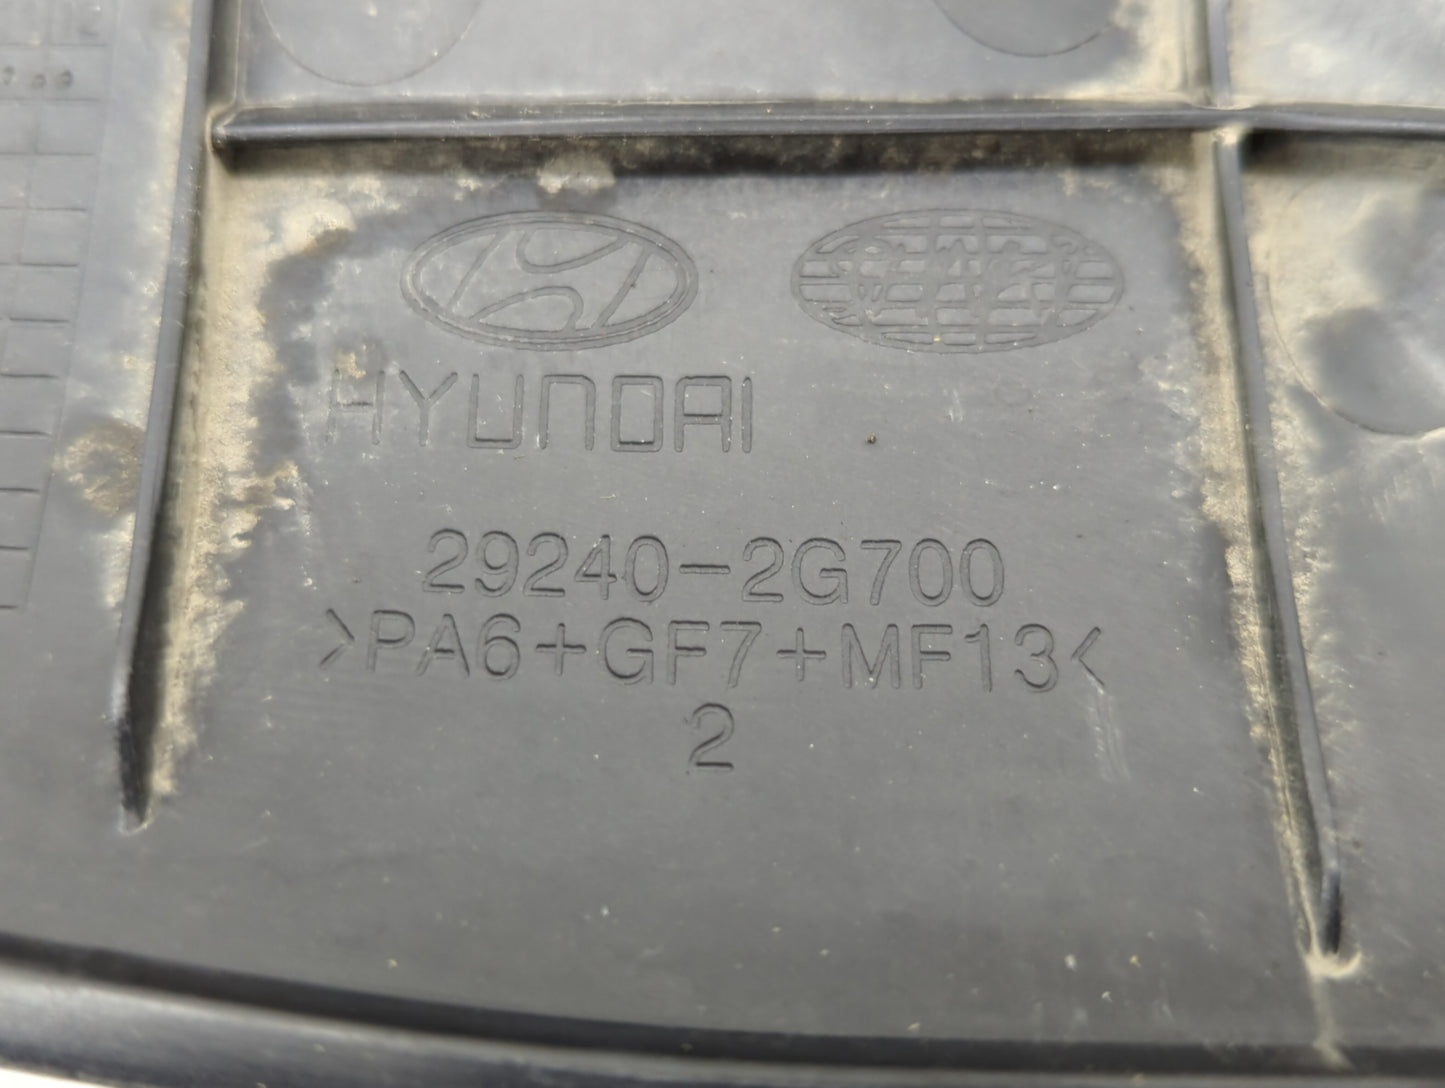 HYUNDAI
29240-2G700
>PA6+GF7+MF13<
2